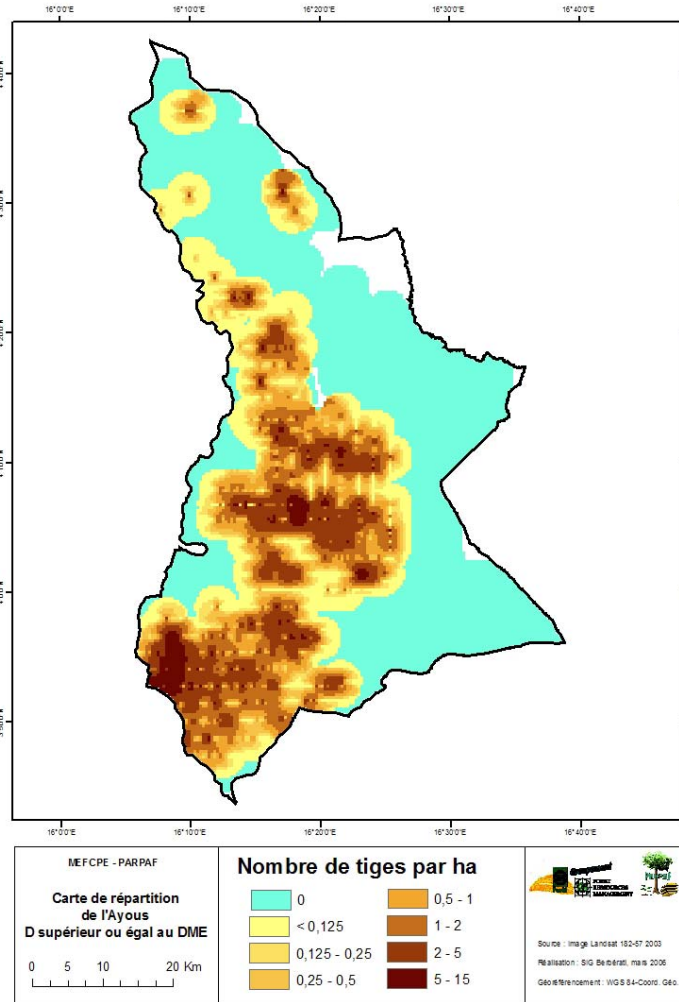 16°0'0"E 16°10'0"E 16°20'0"E 16°30'0"E 16°40'0"E
16°0'0"E 16°10'0"E 16°20'0"E 16°30'0"E 16°40'0"E
MEFCPE - PARPAF
Carte de répartition
de l'Ayous
D supérieur ou égal au DME
0 5 10 20 Km
Nombre de tiges par ha
0
< 0,125
0,125 - 0,25
0,25 - 0,5
0,5 - 1
1 - 2
2 - 5
5 - 15
FORET
RESSOURCES
MANAGEMENT
PARPAF
Source : Image Landsat 182-57 2003
Réalisation : SIG Berbérati, mars 2006
Géoréférencement : WGS 84-Coord. Géo.